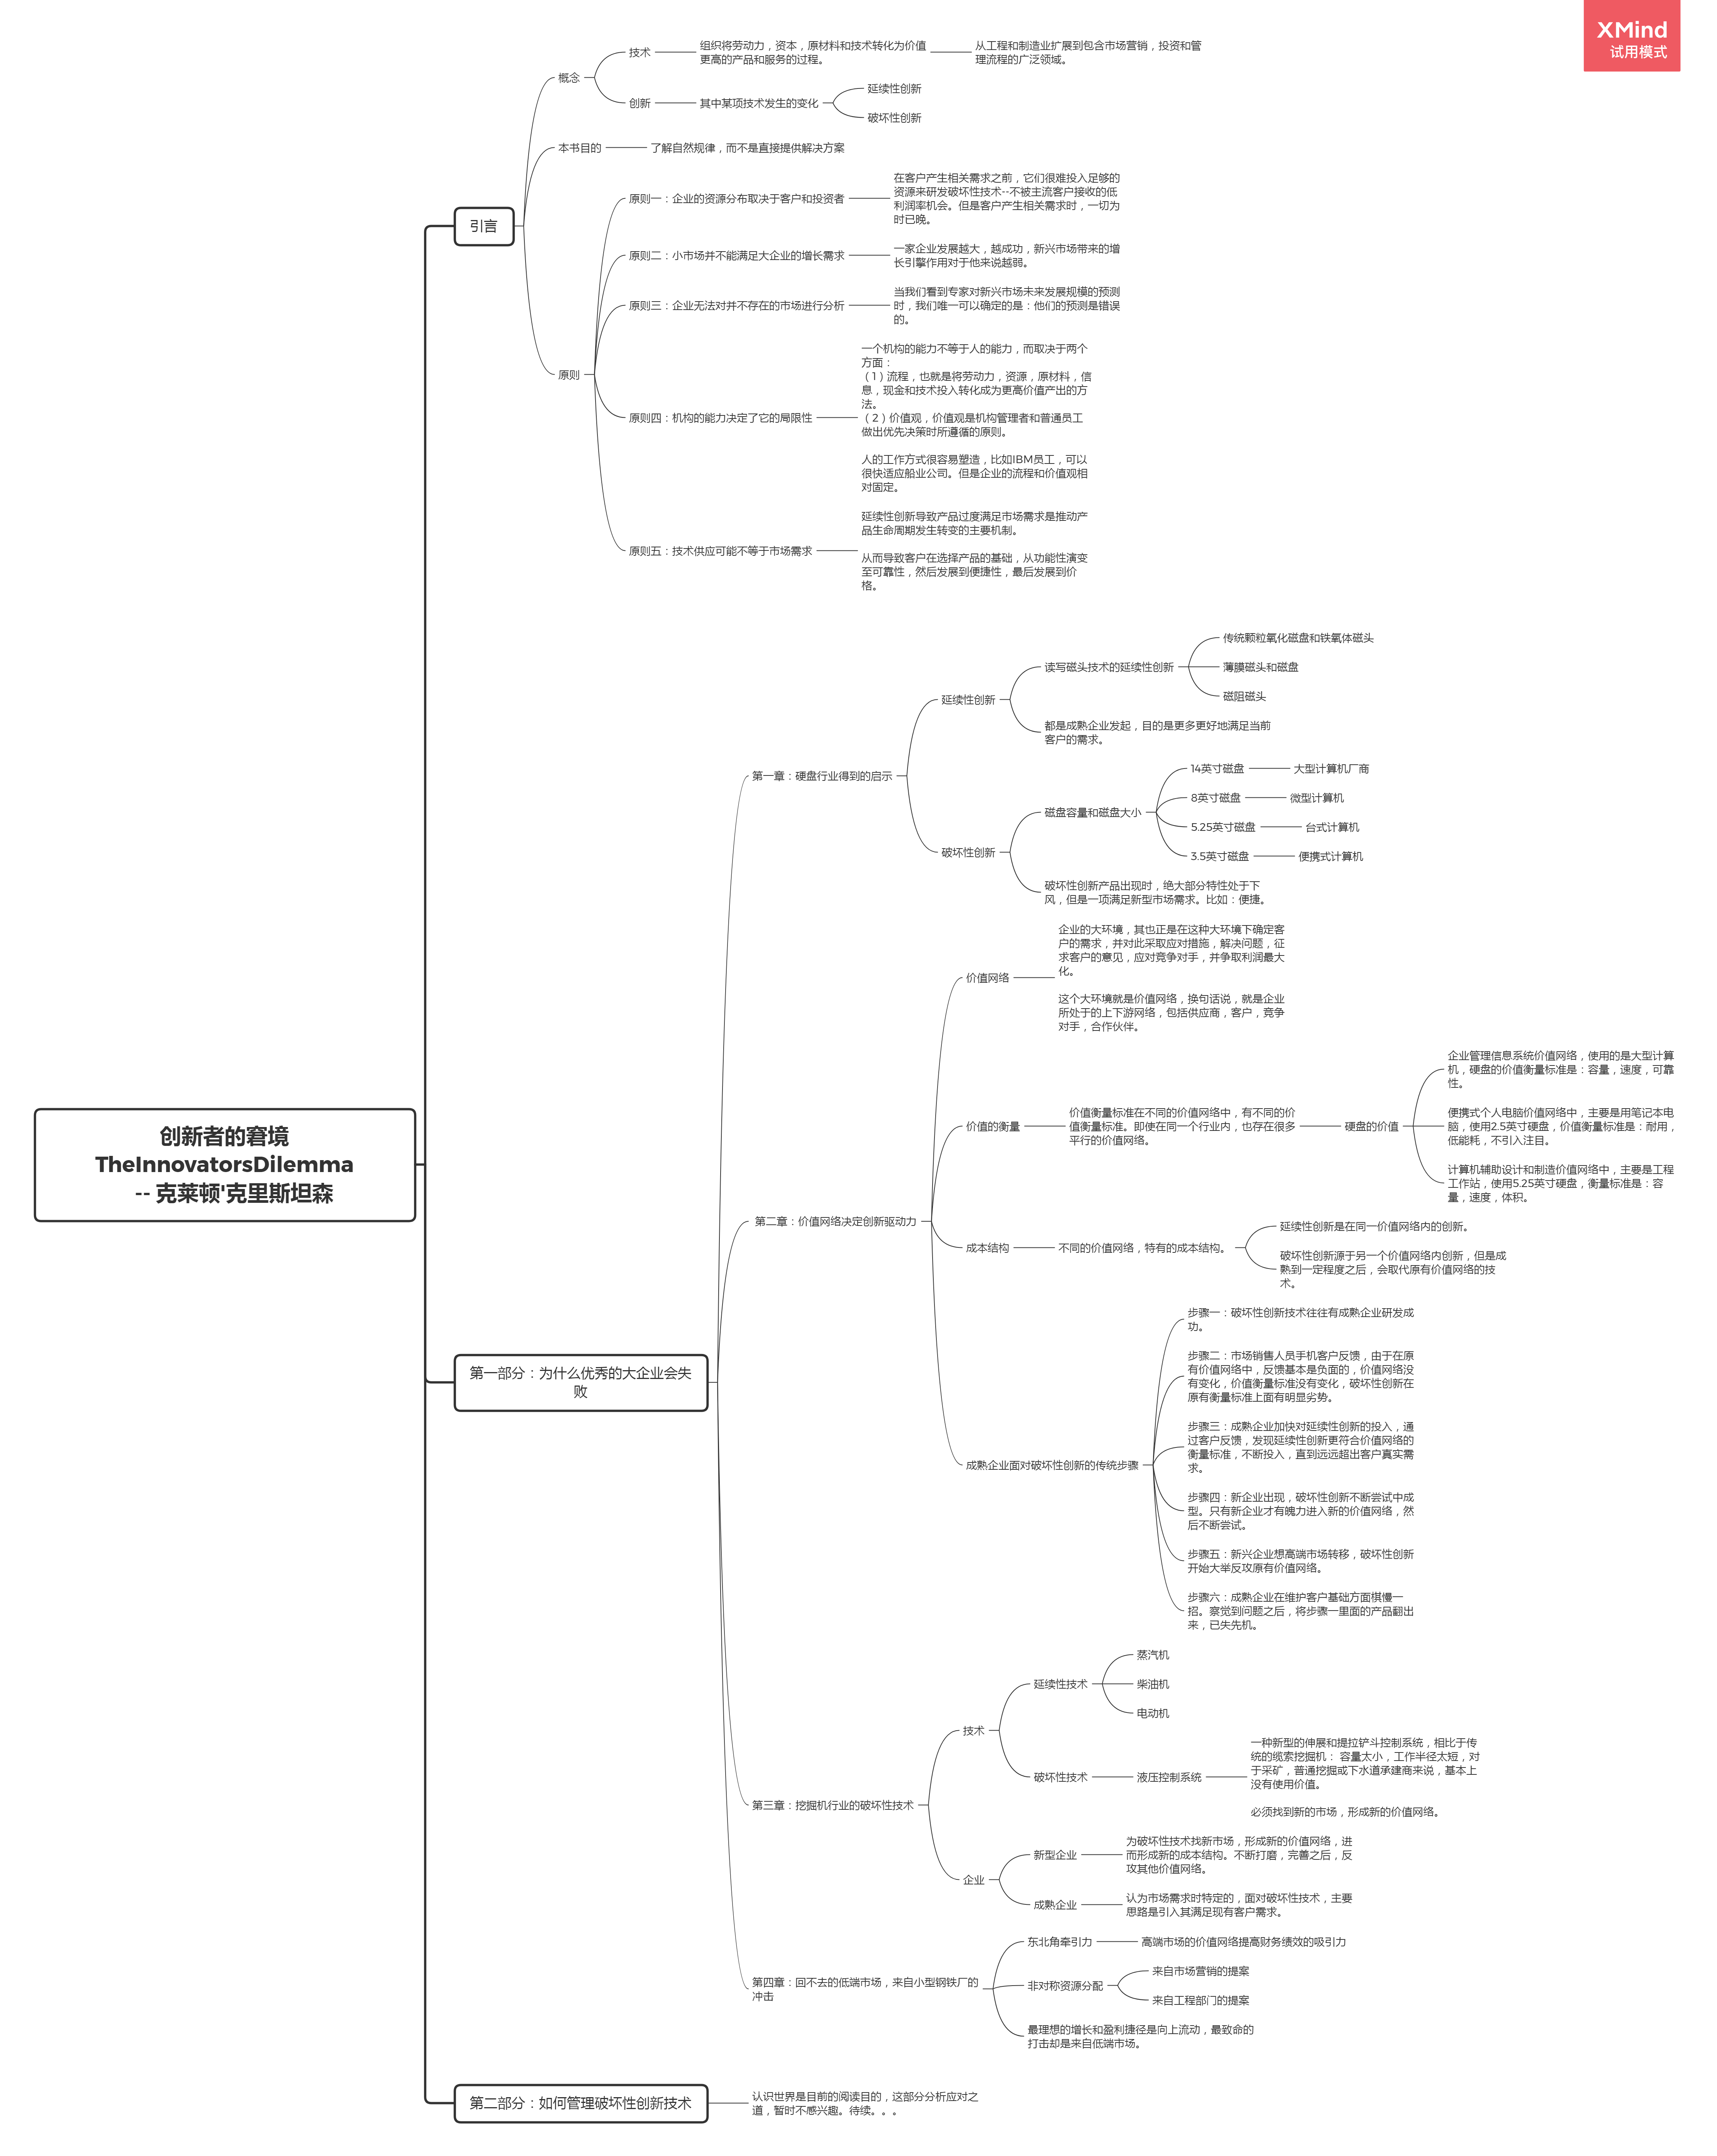 XMind
试用模式
创新者的窘境
TheInnovatorsDilemma
-- 克莱顿'克里斯坦森
引言
概念
技术
组织将劳动力，资本，原材料和技术转化为价值
更高的产品和服务的过程。
从工程和制造业扩展到包含市场营销，投资和管
理流程的广泛领域。
创新
其中某项技术发生的变化
延续性创新
破坏性创新
本书目的
了解自然规律，而不是直接提供解决方案
原则
原则一：企业的资源分布取决于客户和投资者
在客户产生相关需求之前，它们很难投入足够的
资源来研发破坏性技术--不被主流客户接收的低
利润率机会。但是客户产生相关需求时，一切为
时已晚。
原则二：小市场并不能满足大企业的增长需求
一家企业发展越大，越成功，新兴市场带来的增
长引擎作用对于他来说越弱。
原则三：企业无法对并不存在的市场进行分析
当我们看到专家对新兴市场未来发展规模的预测
时，我们唯一可以确定的是：他们的预测是错误
的。
原则四：机构的能力决定了它的局限性
一个机构的能力不等于人的能力，而取决于两个
方面：
（1）流程，也就是将劳动力，资源，原材料，信
息，现金和技术投入转化成为更高价值产出的方
法。
（2）价值观，价值观是机构管理者和普通员工
做出优先决策时所遵循的原则。
人的工作方式很容易塑造，比如IBM员工，可以
很快适应船业公司。但是企业的流程和价值观相
对固定。
原则五：技术供应可能不等于市场需求
延续性创新导致产品过度满足市场需求是推动产
品生命周期发生转变的主要机制。
从而导致客户在选择产品的基础，从功能性演变
至可靠性，然后发展到便捷性，最后发展到价
格。
第一部分：为什么优秀的大企业会失
败
第一章：硬盘行业得到的启示
延续性创新
读写磁头技术的延续性创新
传统颗粒氧化磁盘和铁氧体磁头
薄膜磁头和磁盘
磁阻磁头
都是成熟企业发起，目的是更多更好地满足当前
客户的需求。
破坏性创新
磁盘容量和磁盘大小
14英寸磁盘
大型计算机厂商
8英寸磁盘
微型计算机
5.25英寸磁盘
台式计算机
3.5英寸磁盘
便携式计算机
破坏性创新产品出现时，绝大部分特性处于下
风，但是一项满足新型市场需求。比如：便捷。
第二章：价值网络决定创新驱动力
价值网络
企业的大环境，其也正是在这种大环境下确定客
户的需求，并对此采取应对措施，解决问题，征
求客户的意见，应对竞争对手，并争取利润最大
化。
这个大环境就是价值网络，换句话说，就是企业
所处于的上下游网络，包括供应商，客户，竞争
对手，合作伙伴。
价值的衡量
价值衡量标准在不同的价值网络中，有不同的价
值衡量标准。即使在同一个行业内，也存在很多
平行的价值网络。
硬盘的价值
企业管理信息系统价值网络，使用的是大型计算
机，硬盘的价值衡量标准是：容量，速度，可靠
性。
便携式个人电脑价值网络中，主要是用笔记本电
脑，使用2.5英寸硬盘，价值衡量标准是：耐用，
低能耗，不引入注目。
计算机辅助设计和制造价值网络中，主要是工程
工作站，使用5.25英寸硬盘，衡量标准是：容
量，速度，体积。
成本结构
不同的价值网络，特有的成本结构。
延续性创新是在同一价值网络内的创新。
破坏性创新源于另一个价值网络内创新，但是成
熟到一定程度之后，会取代原有价值网络的技
术。
成熟企业面对破坏性创新的传统步骤
步骤一：破坏性创新技术往往有成熟企业研发成
功。
步骤二：市场销售人员手机客户反馈，由于在原
有价值网络中，反馈基本是负面的，价值网络没
有变化，价值衡量标准没有变化，破坏性创新在
原有衡量标准上面有明显劣势。
步骤三：成熟企业加快对延续性创新的投入，通
过客户反馈，发现延续性创新更符合价值网络的
衡量标准，不断投入，直到远远超出客户真实需
求。
步骤四：新企业出现，破坏性创新不断尝试中成
型。只有新企业才有魄力进入新的价值网络，然
后不断尝试。
步骤五：新兴企业想高端市场转移，破坏性创新
开始大举反攻原有价值网络。
步骤六：成熟企业在维护客户基础方面棋慢一
招。察觉到问题之后，将步骤一里面的产品翻出
来，已失先机。
第三章：挖掘机行业的破坏性技术
技术
延续性技术
蒸汽机
柴油机
电动机
破坏性技术
液压控制系统
一种新型的伸展和提拉铲斗控制系统，相比于传
统的缆索挖掘机： 容量太小，工作半径太短，对
于采矿，普通挖掘或下水道承建商来说，基本上
没有使用价值。
必须找到新的市场，形成新的价值网络。
企业
新型企业
为破坏性技术找新市场，形成新的价值网络，进
而形成新的成本结构。不断打磨，完善之后，反
攻其他价值网络。
成熟企业
认为市场需求时特定的，面对破坏性技术，主要
思路是引入其满足现有客户需求。
第四章：回不去的低端市场，来自小型钢铁厂的
冲击
东北角牵引力
高端市场的价值网络提高财务绩效的吸引力
非对称资源分配
来自市场营销的提案
来自工程部门的提案
最理想的增长和盈利捷径是向上流动，最致命的
打击却是来自低端市场。
第二部分：如何管理破坏性创新技术
认识世界是目前的阅读目的，这部分分析应对之
道，暂时不感兴趣。待续。。。